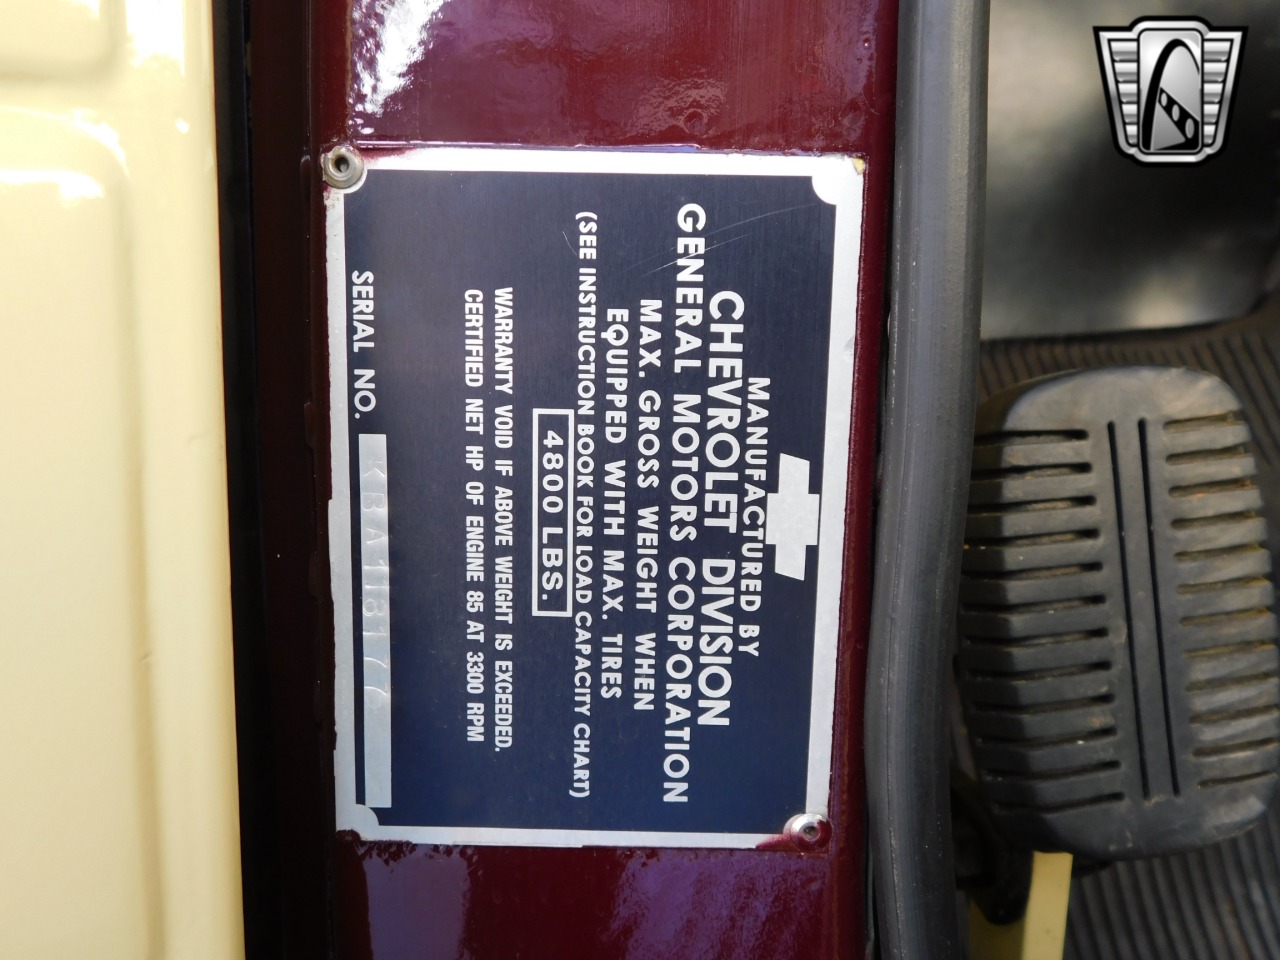 MANUFACTURED BY
CHEVROLET DIVISION
GENERAL MOTORS CORPORATION
MAX. GROSS WEIGHT WHEN
EQUIPPED WITH MAX. TIRES
(SEE INSTRUCTION BOOK FOR LOAD CAPACITY CHART)
4800 LBS.
WARRANTY VOID IF ABOVE WEIGHT IS EXCEEDED.
CERTIFIED NET HP OF ENGINE 85 AT 3300 RPM
SERIAL NO.